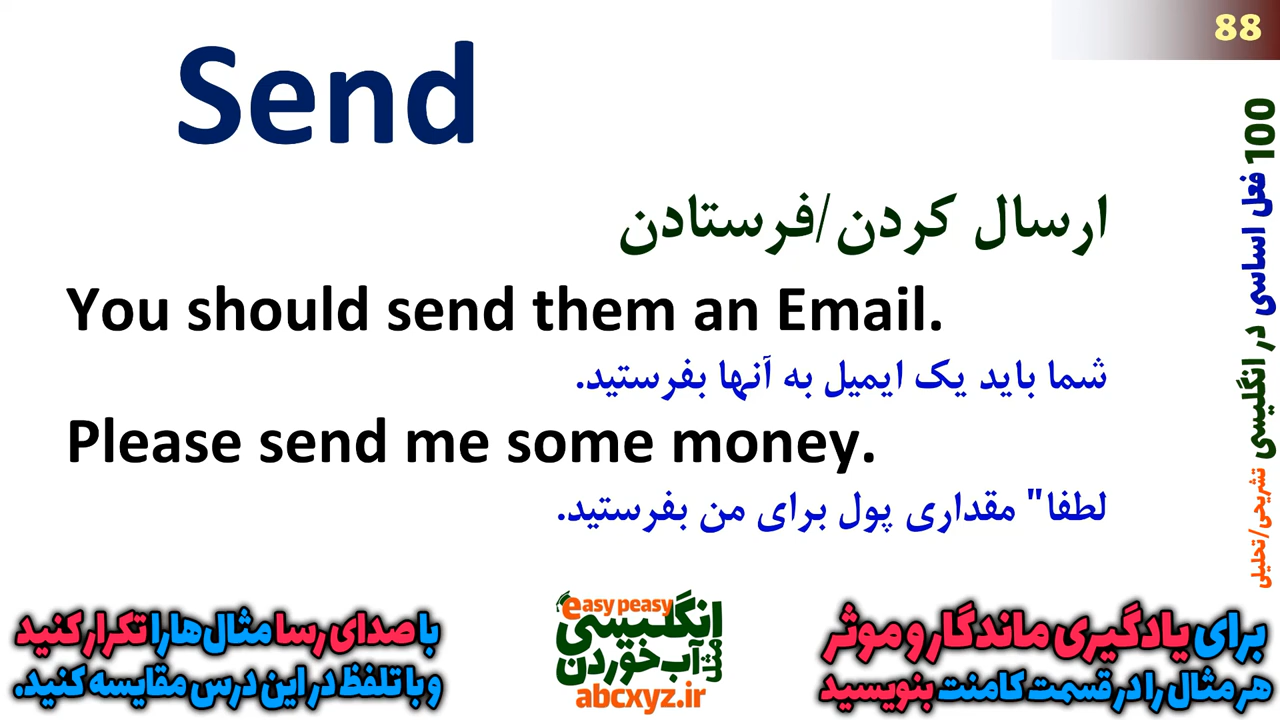 88
Send
ارسال کردن/فرستادن
You should send them an Email.
شما باید یک ایمیل به آنها بفرستید.
Please send me some money.
لطفا" مقداری پول برای من بفرستید.
100 فعل اساسی در انگلیسی تشریحی/تحلیلی
برای یادگیری ماندگار و موثر
هر مثال را در قسمت کامنت بنویسید
easy peasy
انگلیسی
مثل آب خوردن
abcxyz.ir
با صدای رسا مثال‌ها را تکرار کنید
و با تلفظ در این درس مقایسه کنید.